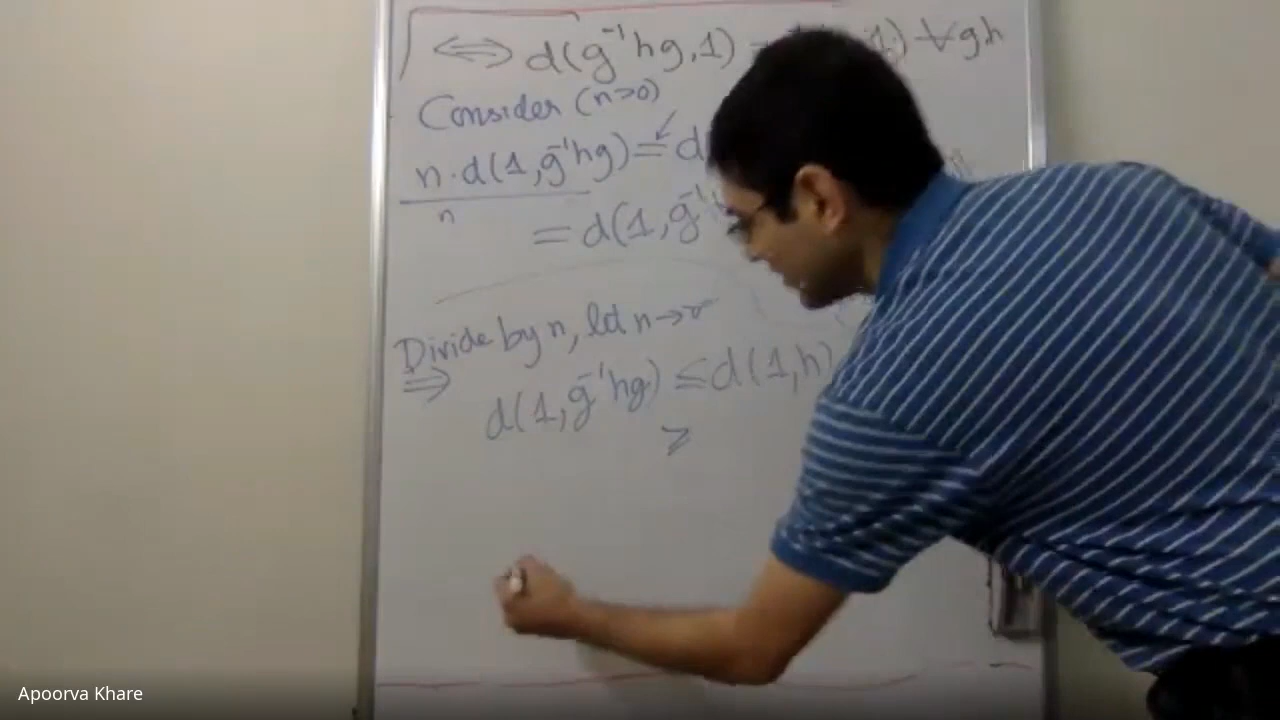 ⟺ d(g⁻¹hg,1) 1) ∀g,h
Consider (n>0)
n·d(1,g⁻¹hg) = d
n
= d(1,g⁻¹
Divide by n, let n→
⟹ d(1,g⁻¹hg) ≤ d(1,h)
≥
Apoorva Khare